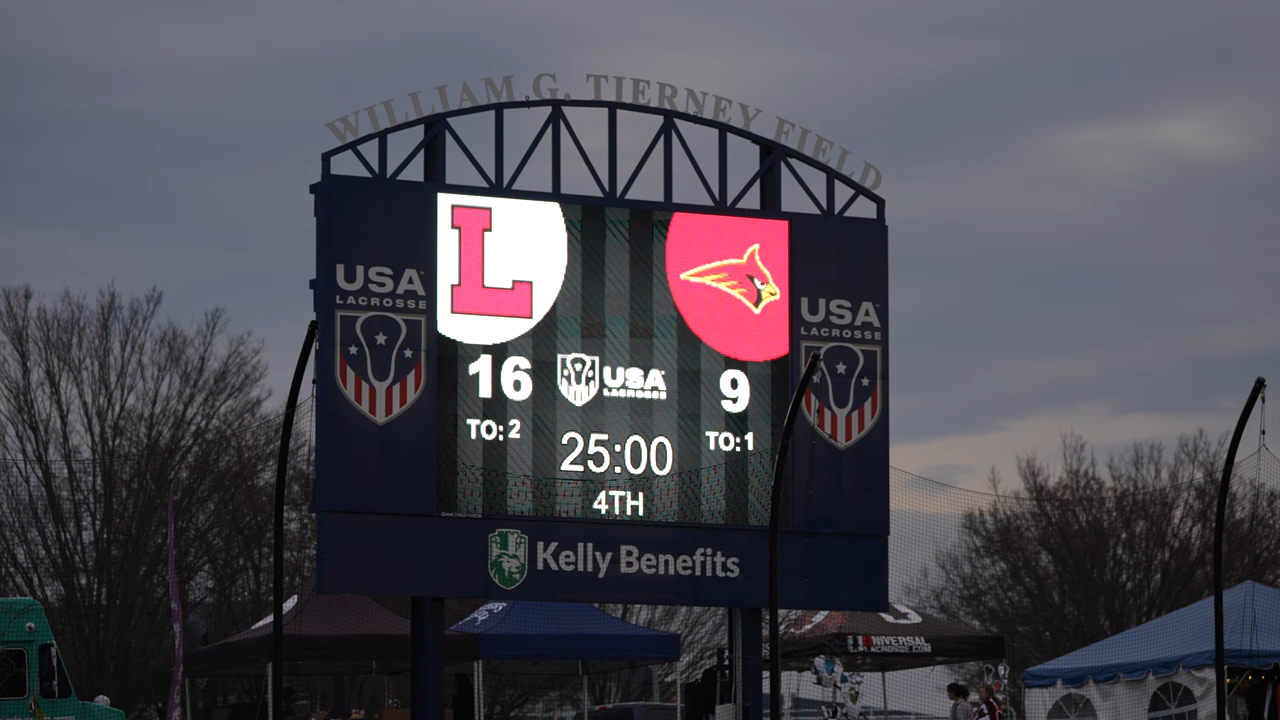 WILLIAM G. TIERNEY FIELD
L
USA
LACROSSE
USA
LACROSSE
16
USA
LACROSSE
9
TO: 2
TO: 1
25:00
4TH
Kelly Benefits
UNIVERSAL
LACROSSE.COM